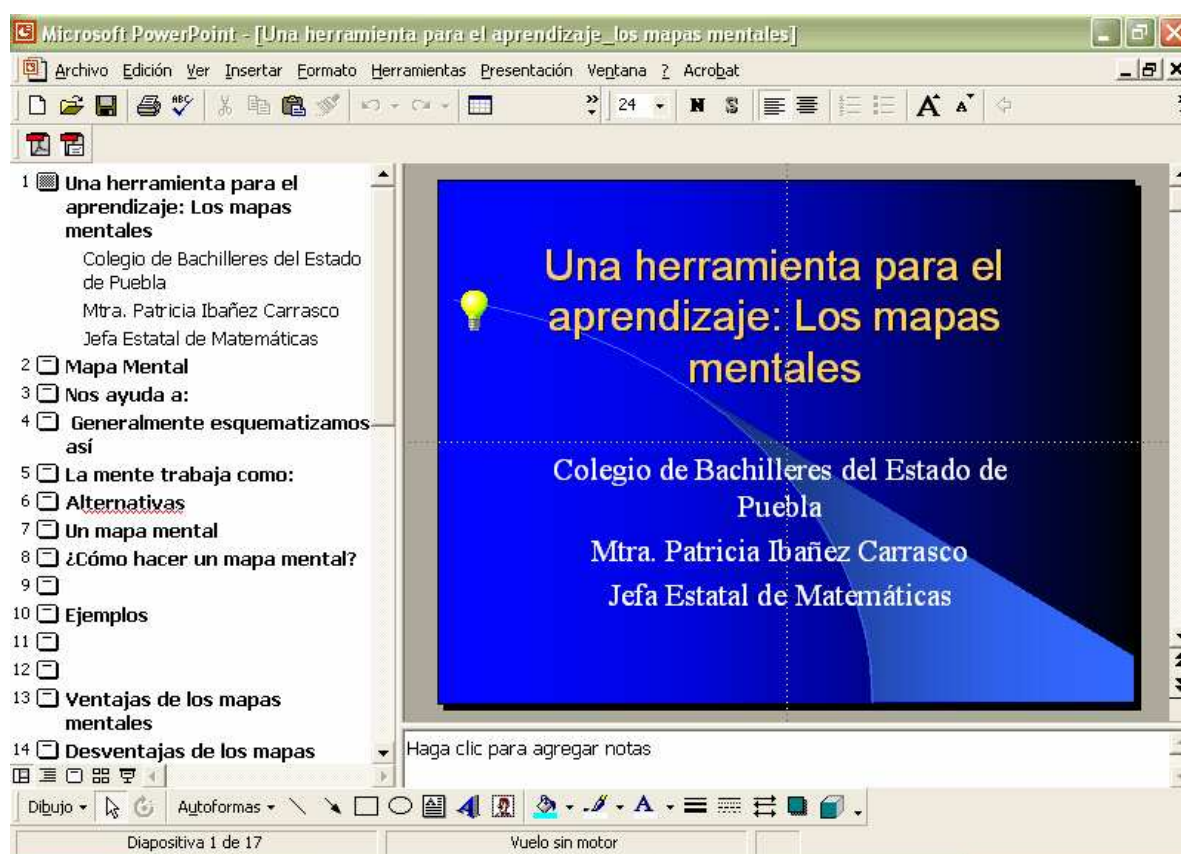 Microsoft PowerPoint - [Una herramienta para el aprendizaje_los mapas mentales]
Archivo Edición Ver Insertar Formato Herramientas Presentación Ventana ? Acrobat
ABC
24
N S
A A
1 Una herramienta para el
aprendizaje: Los mapas
mentales
Colegio de Bachilleres del Estado
de Puebla
Mtra. Patricia Ibañez Carrasco
Jefa Estatal de Matemáticas
2 Mapa Mental
3 Nos ayuda a:
4 Generalmente esquematizamos
así
5 La mente trabaja como:
6 Alternativas
7 Un mapa mental
8 ¿Cómo hacer un mapa mental?
9
10 Ejemplos
11
12
13 Ventajas de los mapas
mentales
14 Desventajas de los mapas
Una herramienta para el
aprendizaje: Los mapas
mentales
Colegio de Bachilleres del Estado de
Puebla
Mtra. Patricia Ibañez Carrasco
Jefa Estatal de Matemáticas
Haga clic para agregar notas
Dibujo Autoformas
A A
Diapositiva 1 de 17
Vuelo sin motor